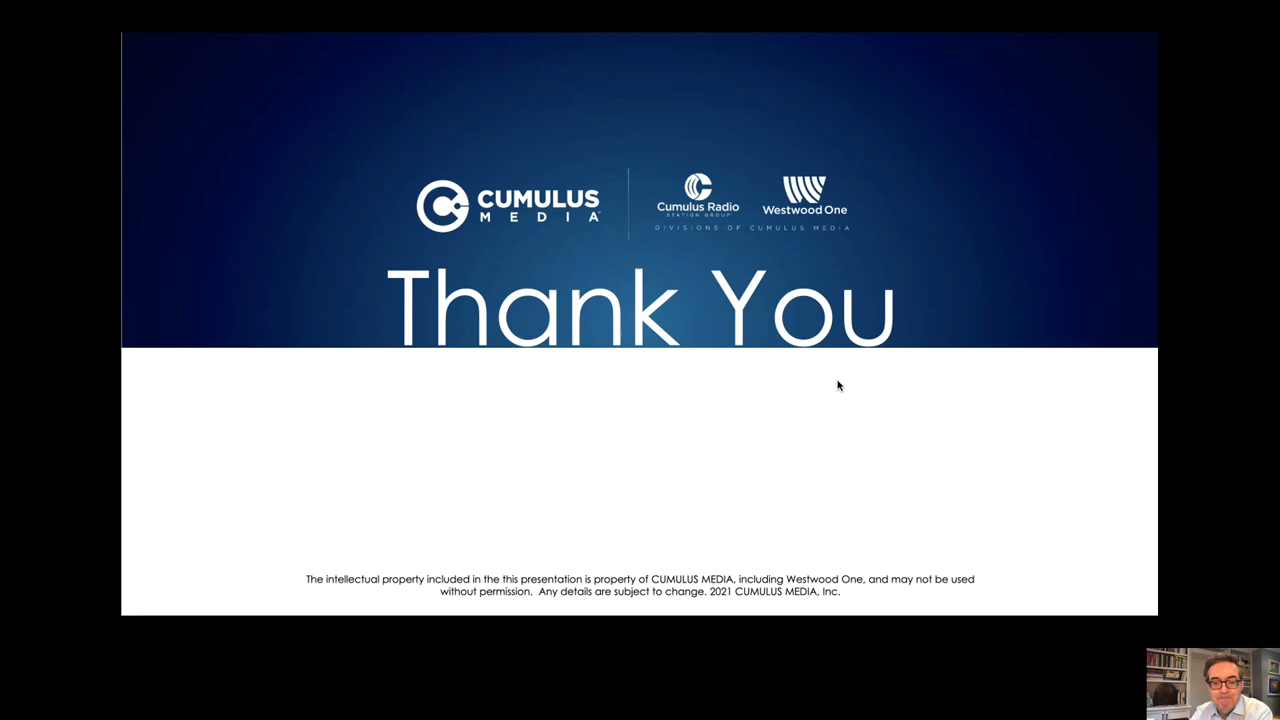 CUMULUS
MEDIA
Cumulus Radio
STATION GROUP
Westwood One
DIVISIONS OF CUMULUS MEDIA
Thank You
The intellectual property included in the this presentation is property of CUMULUS MEDIA, including Westwood One, and may not be used
without permission.  Any details are subject to change. 2021 CUMULUS MEDIA, Inc.